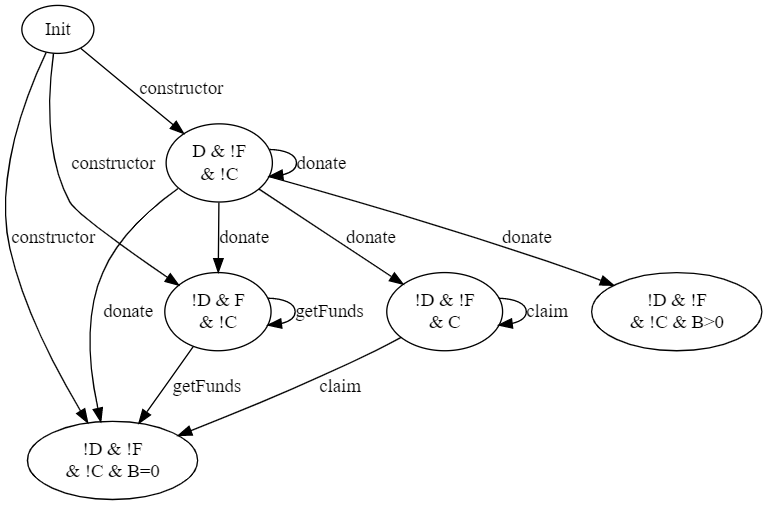 Init
constructor
constructor
D & !F
& !C
donate
constructor
donate
donate
donate
donate
!D & F
& !C
getFunds
!D & !F
& C
claim
!D & !F
& !C & B>0
getFunds
claim
!D & !F
& !C & B=0